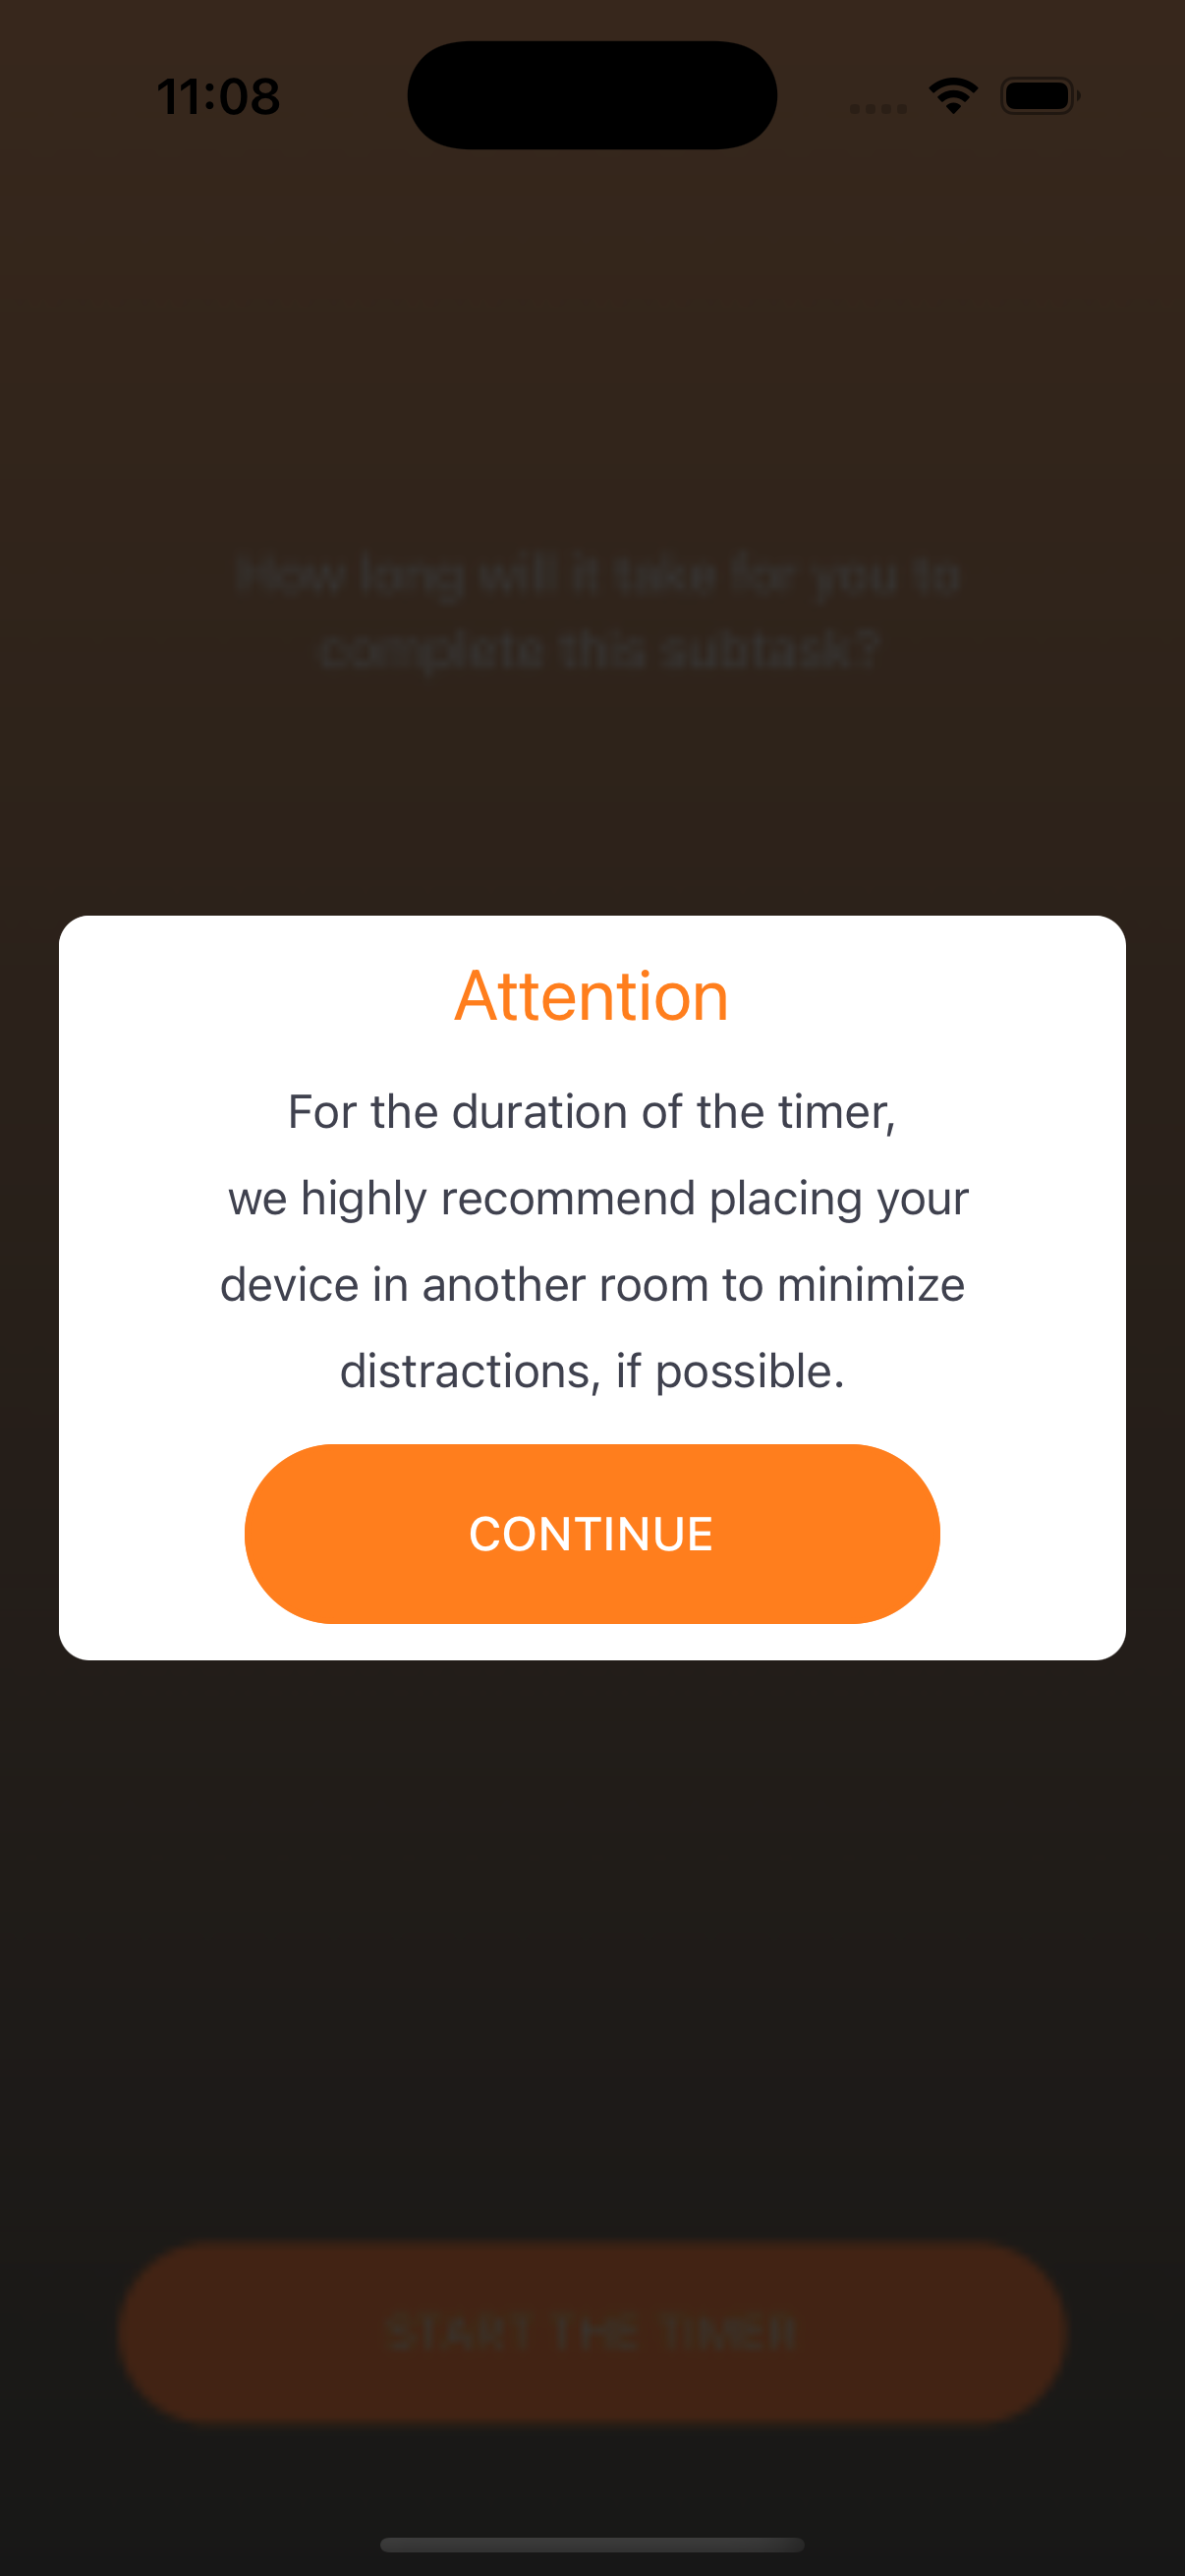 11:08
How long will it take for you to
complete this subtask?
Attention
For the duration of the timer,
we highly recommend placing your
device in another room to minimize
distractions, if possible.
CONTINUE
START THE TIMER